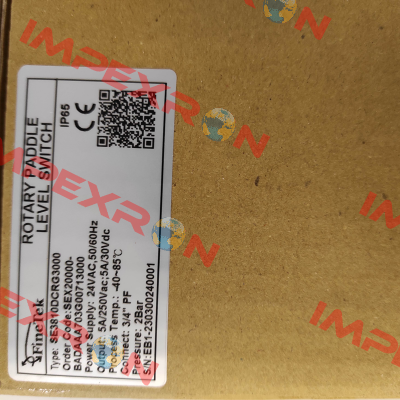 FineTek
ROTARY PADDLE
LEVEL SWITCH
IP65
CE
Type: SE3810DCRG3000
Order Code:SEX20000-
BADAAA703G00713000
Power Supply: 24VAC,50/60Hz
Output: 5A/250Vac;5A/30Vdc
Process Temp.: -40~85℃
Connect: 3/4" PF
Pressure: 2Bar
S/N:EB1-230300240001
IMPEXRON
IMPEXRON
IMPEXRON